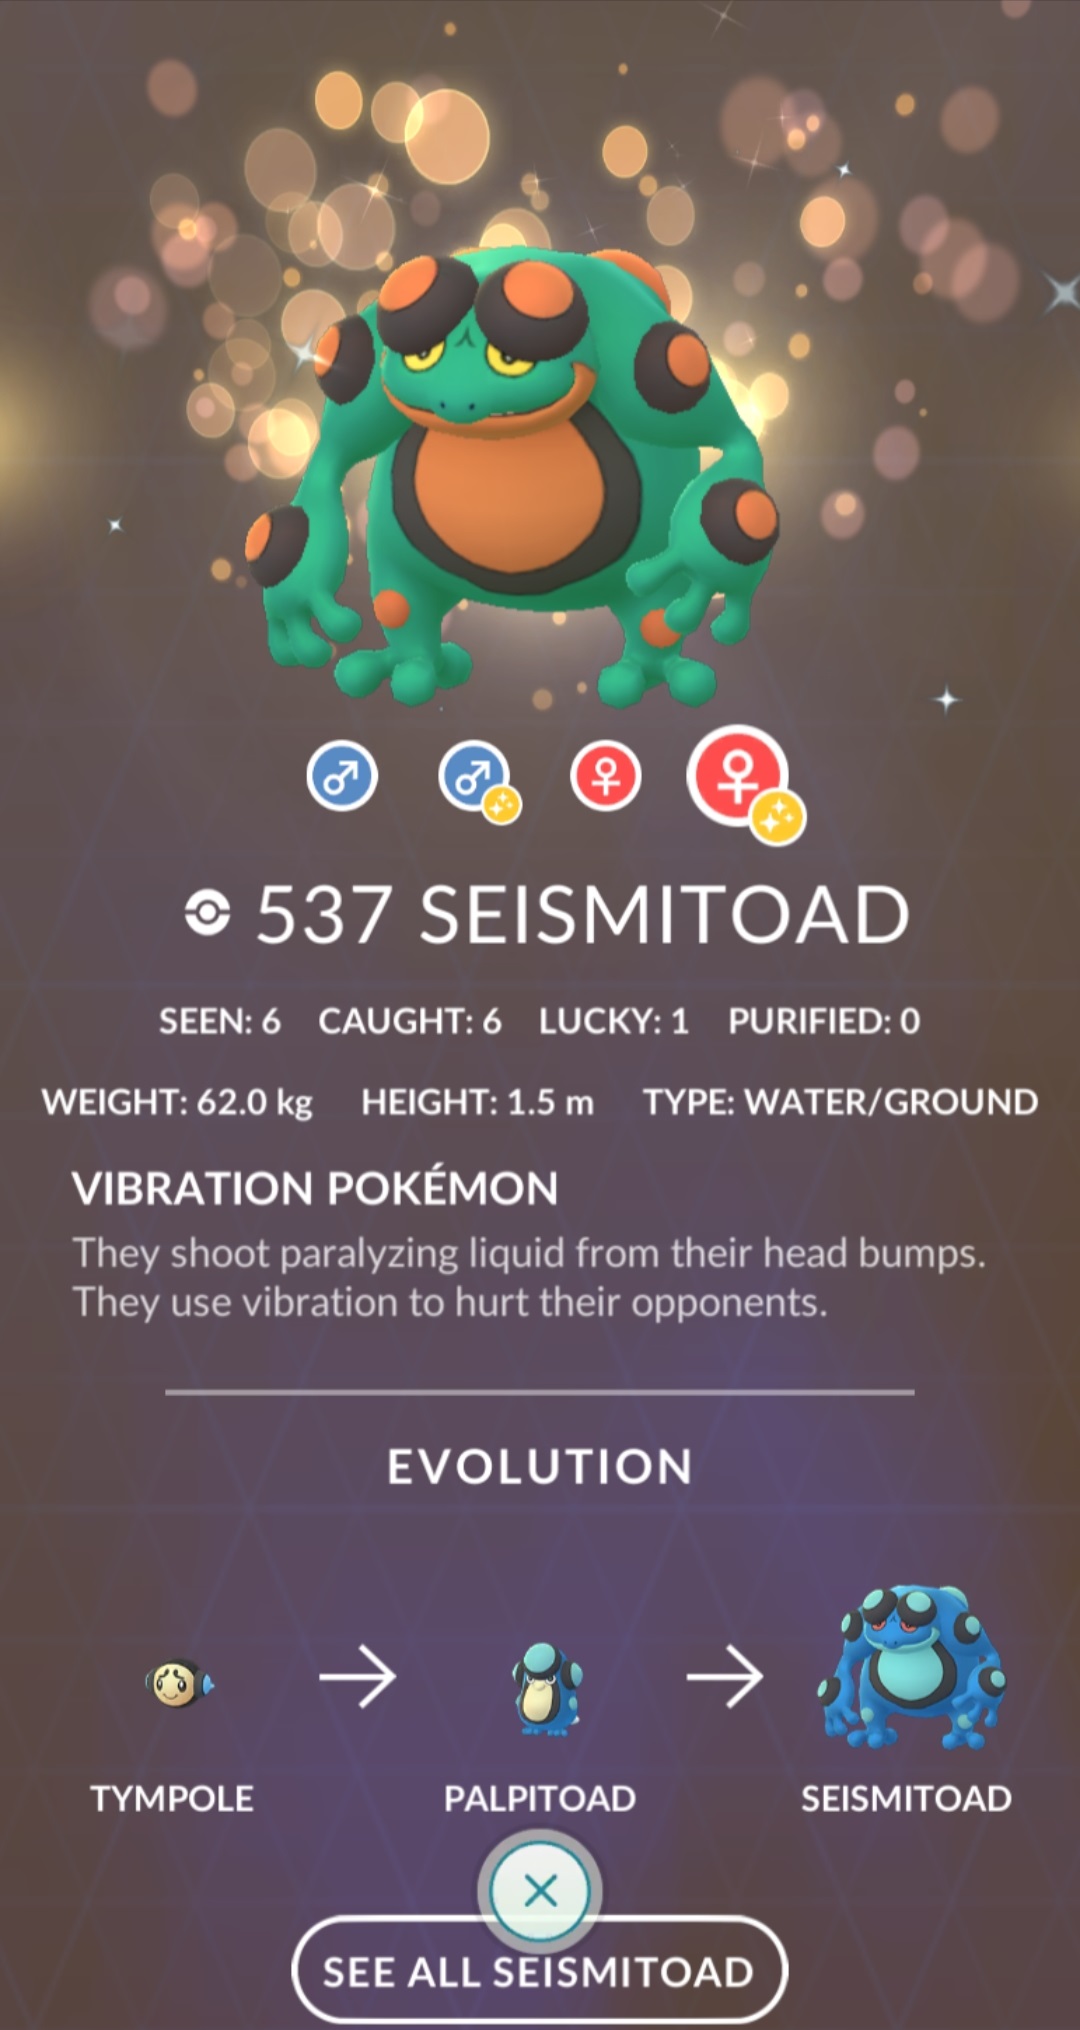 537 SEISMITOAD
SEEN: 6 CAUGHT: 6 LUCKY: 1 PURIFIED: 0
WEIGHT: 62.0 kg HEIGHT: 1.5 m TYPE: WATER/GROUND
VIBRATION POKÉMON
They shoot paralyzing liquid from their head bumps.
They use vibration to hurt their opponents.
EVOLUTION
TYMPOLE PALPITOAD SEISMITOAD
SEE ALL SEISMITOAD